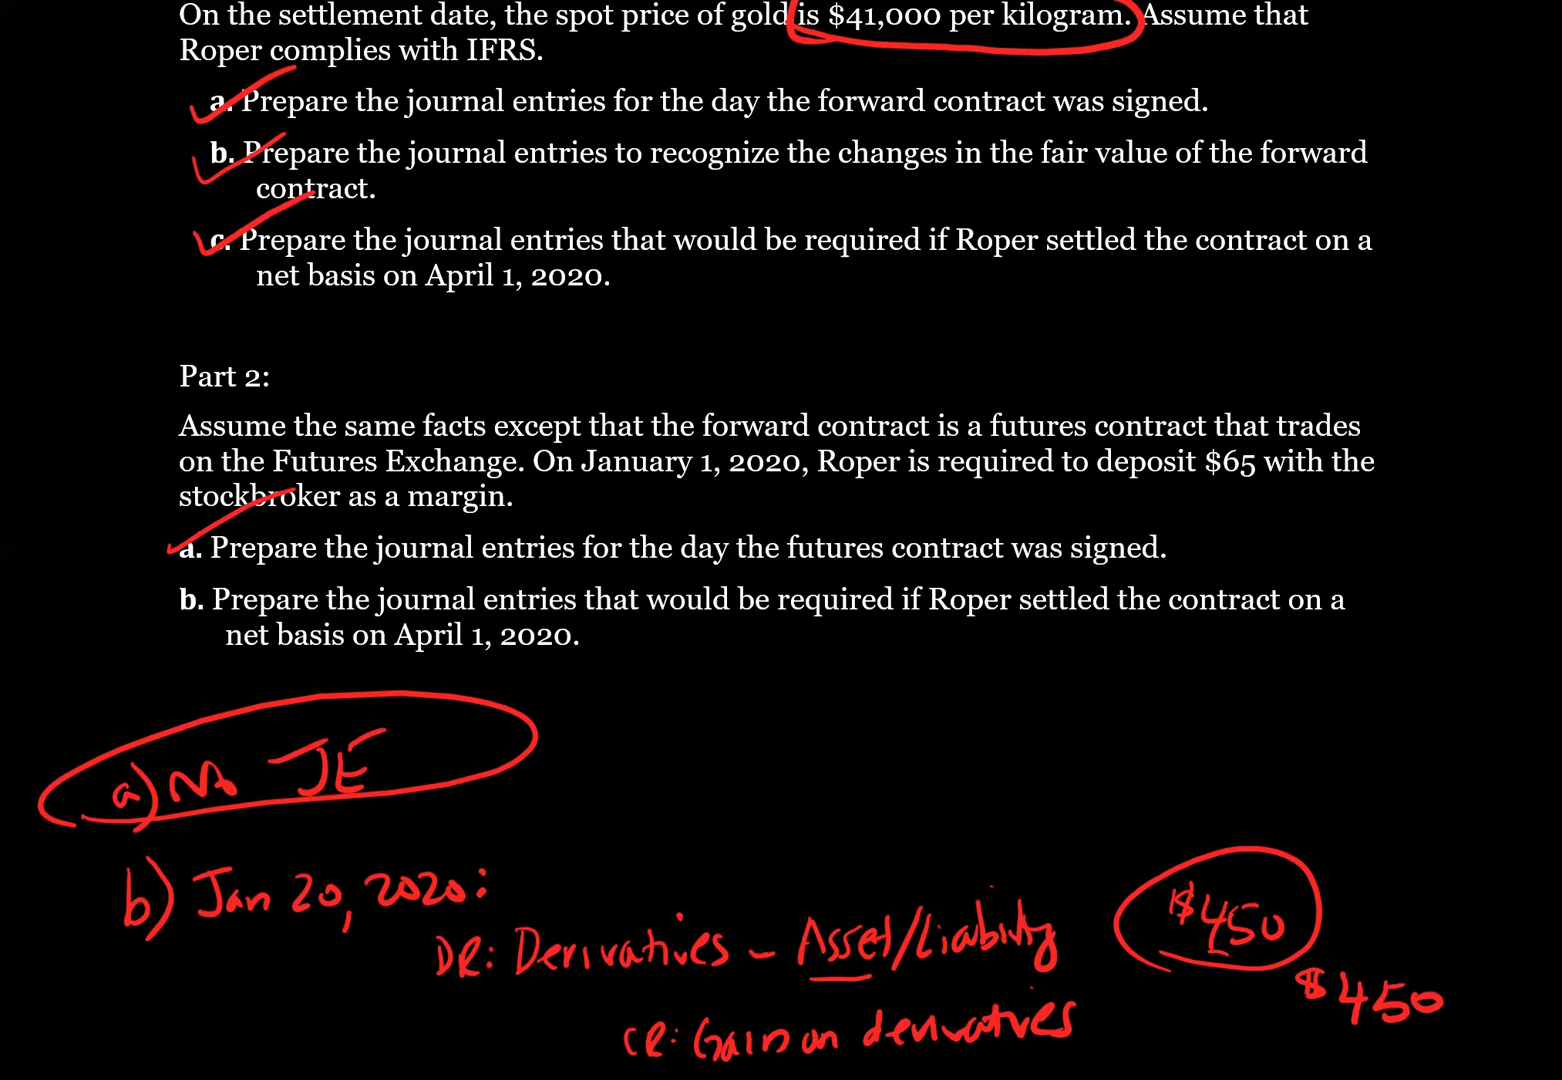 On the settlement date, the spot price of gold is $41,000 per kilogram. Assume that
Roper complies with IFRS.
a. Prepare the journal entries for the day the forward contract was signed.
b. Prepare the journal entries to recognize the changes in the fair value of the forward
contract.
c. Prepare the journal entries that would be required if Roper settled the contract on a
net basis on April 1, 2020.
Part 2:
Assume the same facts except that the forward contract is a futures contract that trades
on the Futures Exchange. On January 1, 2020, Roper is required to deposit $65 with the
stockbroker as a margin.
a. Prepare the journal entries for the day the futures contract was signed.
b. Prepare the journal entries that would be required if Roper settled the contract on a
net basis on April 1, 2020.
a) No JE
b) Jan 20, 2020:
DR: Derivatives - Asset/Liability $450
CR: Gain on derivatives $450